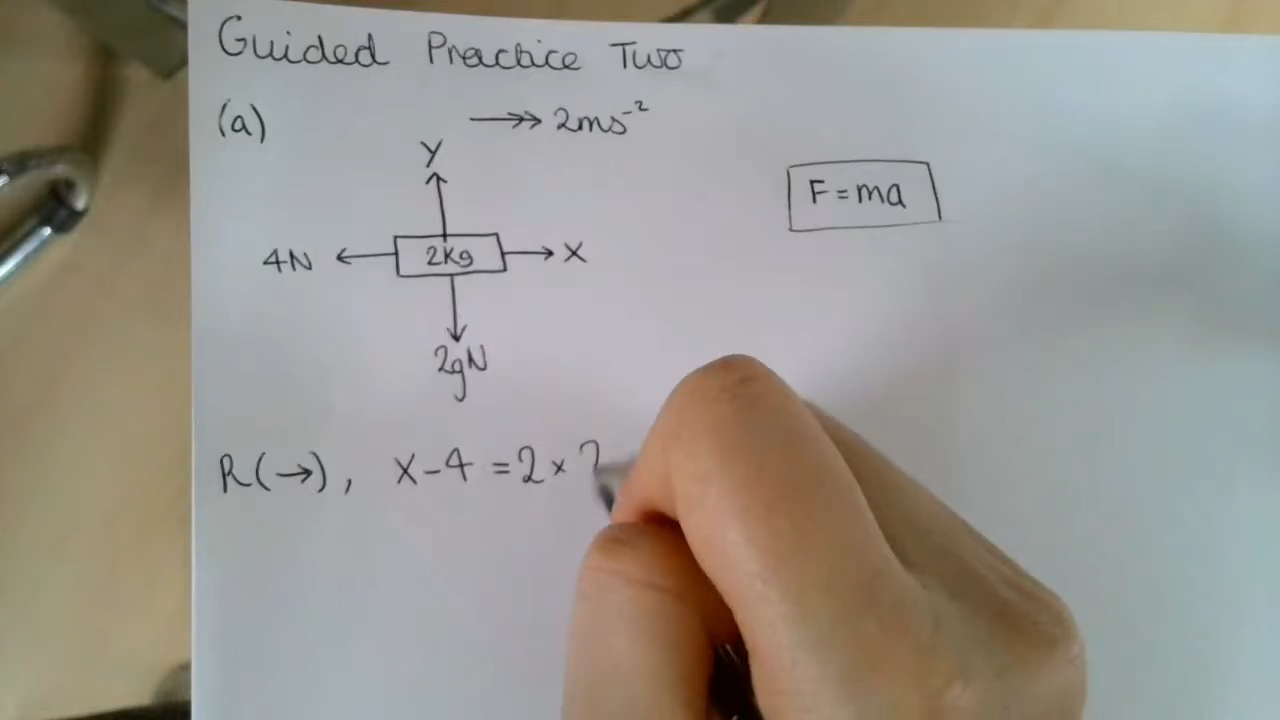 Guided Practice Two
(a) →→ 2ms⁻²
Y
F = ma
4N 2kg X
2gN
R(→), X - 4 = 2 × 2